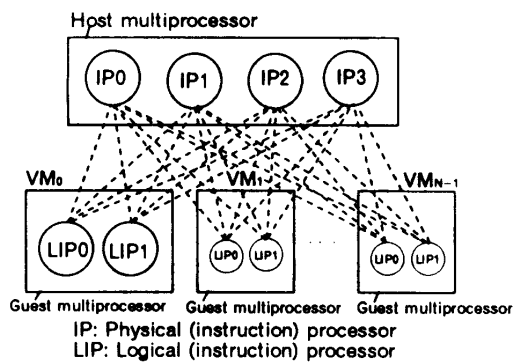 Host multiprocessor
IP0 IP1 IP2 IP3
VM0 VM1 VMN-1
LIP0 LIP1 LIP0 LIP1 LIP0 LIP1
Guest multiprocessor Guest multiprocessor Guest multiprocessor
IP: Physical (instruction) processor
LIP: Logical (instruction) processor